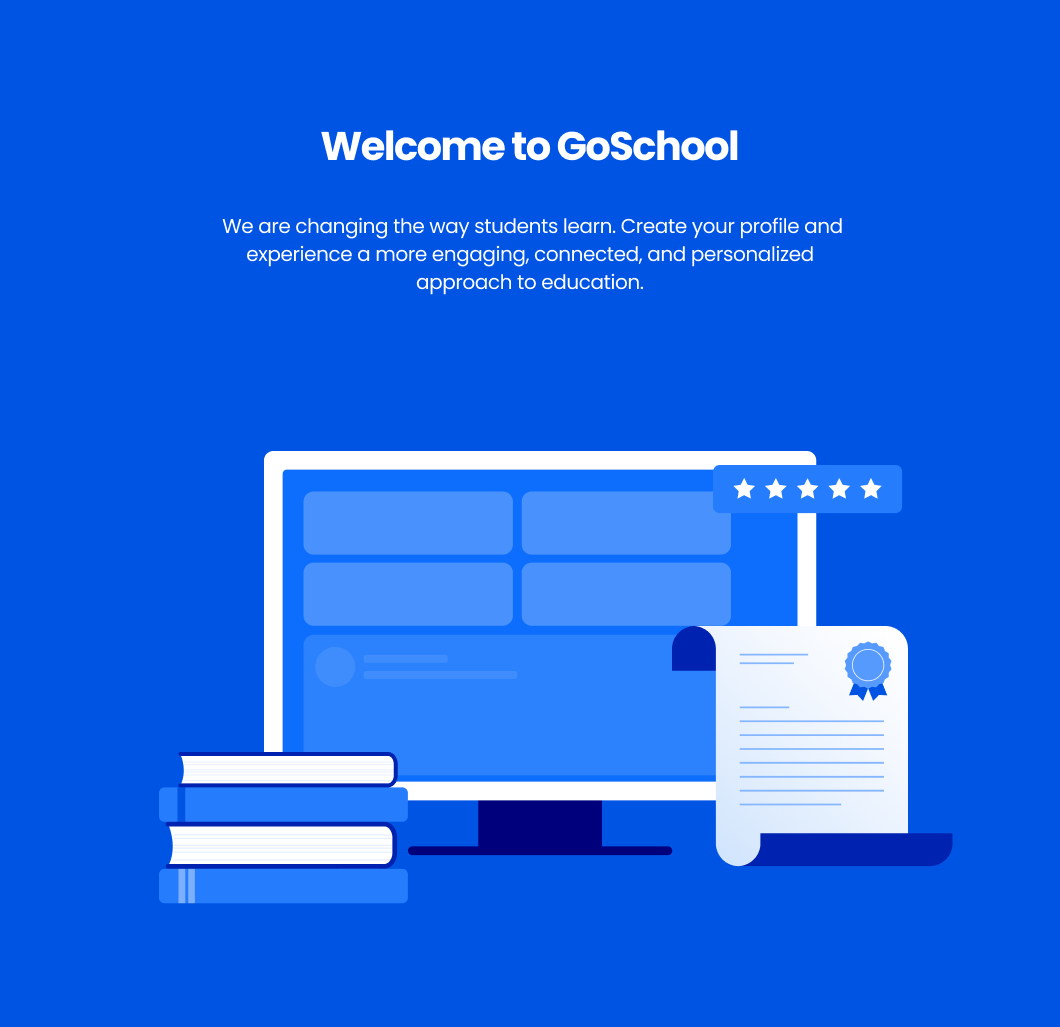 Welcome to GoSchool
We are changing the way students learn. Create your profile and
experience a more engaging, connected, and personalized
approach to education.